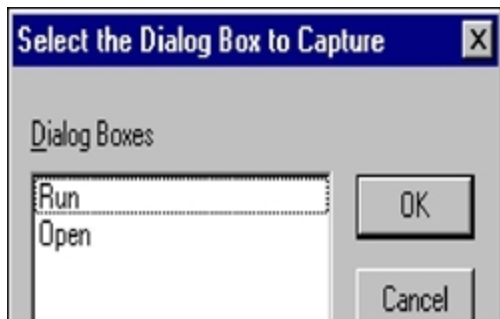 Select the Dialog Box to Capture X
Dialog Boxes
Run
Open
OK
Cancel